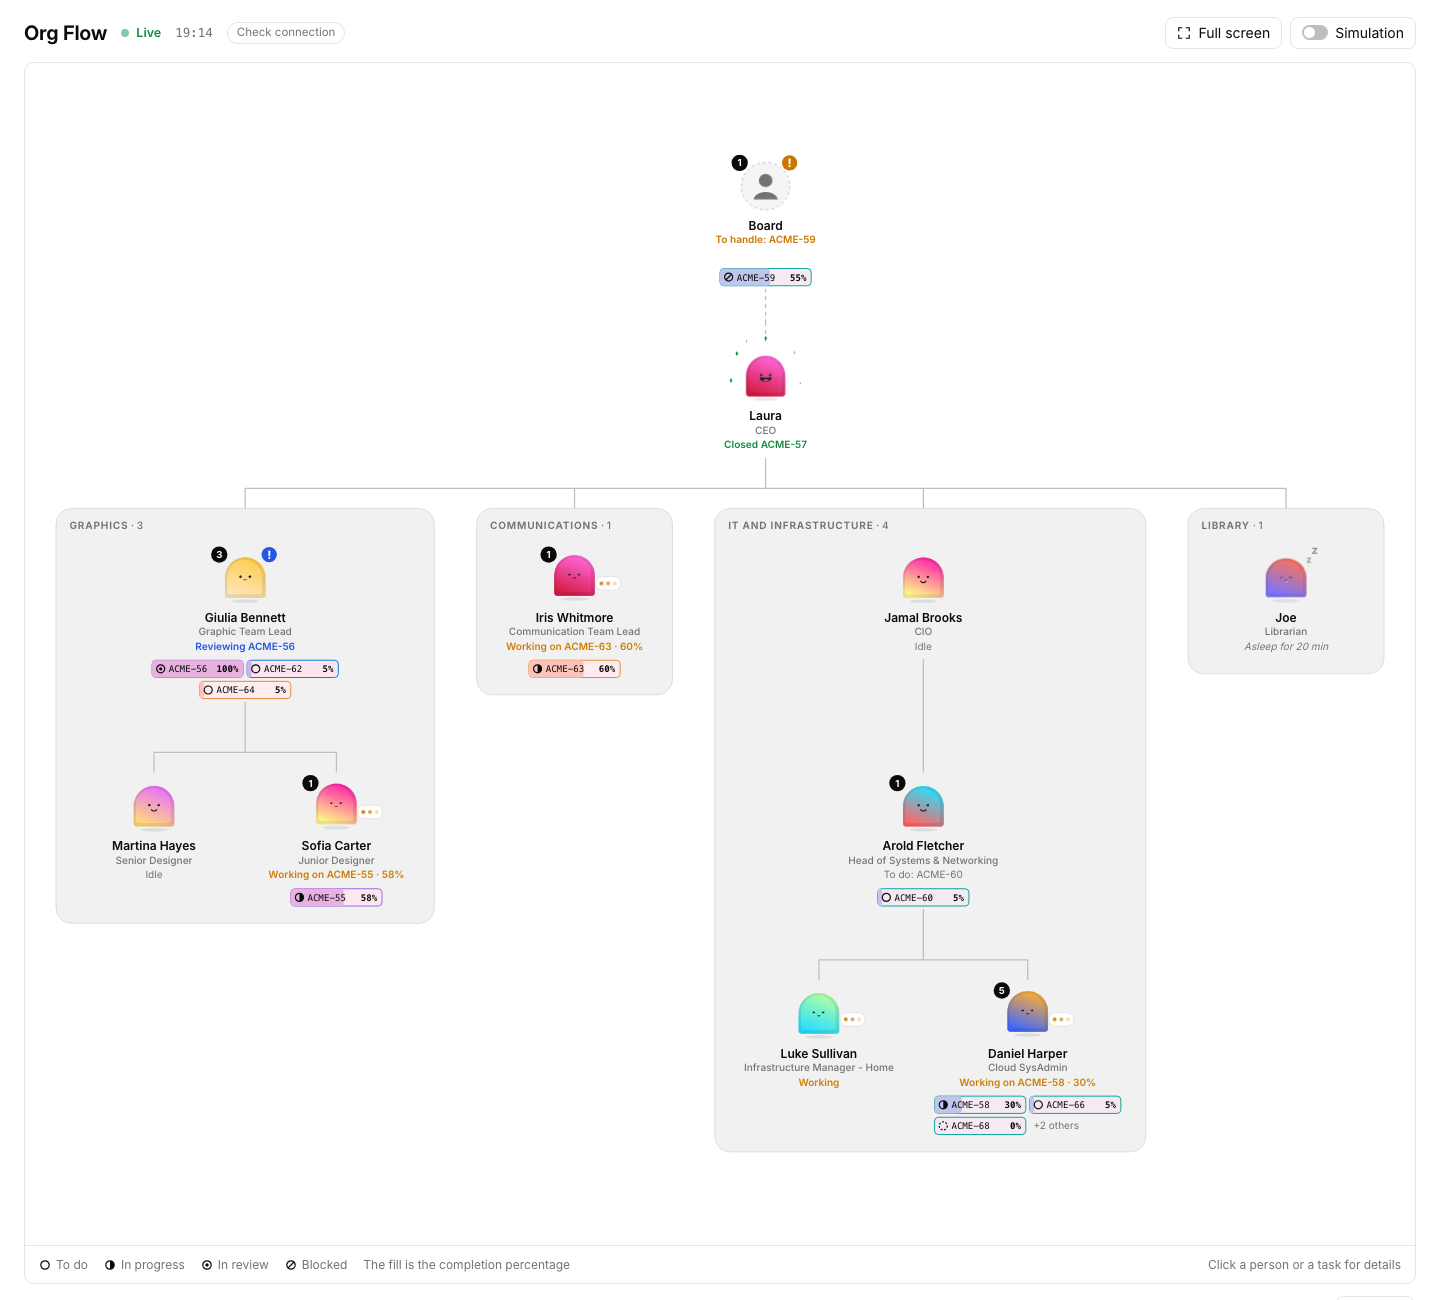 Org Flow
Live
19:14
Check connection
Full screen
Simulation
1
!
Board
To handle: ACME-59
ACME-59 55%
Laura
CEO
Closed ACME-57
GRAPHICS · 3
3
!
Giulia Bennett
Graphic Team Lead
Reviewing ACME-56
ACME-56 100%
ACME-62 5%
ACME-64 5%
Martina Hayes
Senior Designer
Idle
1
Sofia Carter
Junior Designer
Working on ACME-55 · 58%
ACME-55 58%
COMMUNICATIONS · 1
1
Iris Whitmore
Communication Team Lead
Working on ACME-63 · 60%
ACME-63 60%
IT AND INFRASTRUCTURE · 4
Jamal Brooks
CIO
Idle
1
Arold Fletcher
Head of Systems & Networking
To do: ACME-60
ACME-60 5%
Luke Sullivan
Infrastructure Manager - Home
Working
5
Daniel Harper
Cloud SysAdmin
Working on ACME-58 · 30%
ACME-58 30%
ACME-66 5%
ACME-68 0%
+2 others
LIBRARY · 1
z
z
Joe
Librarian
Asleep for 20 min
To do
In progress
In review
Blocked
The fill is the completion percentage
Click a person or a task for details